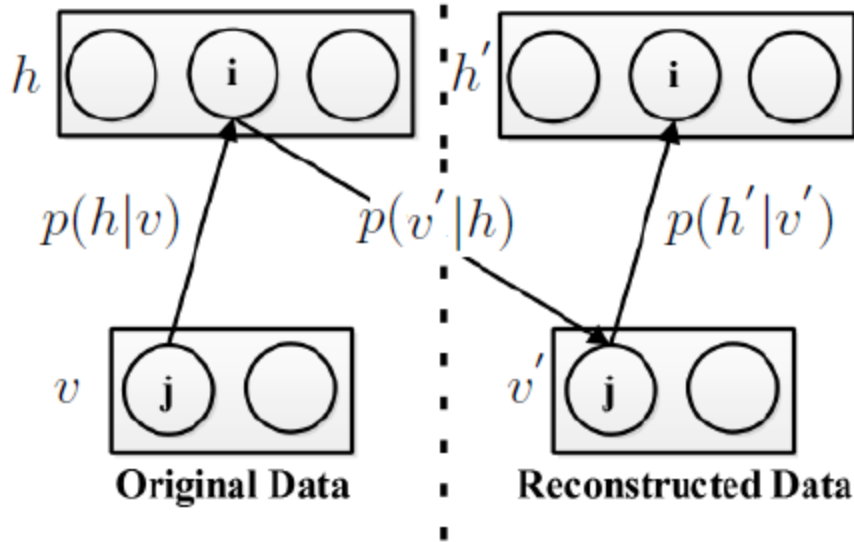 h i h′ i
p(h|v) p(v′|h) p(h′|v′)
v j v′ j
Original Data Reconstructed Data